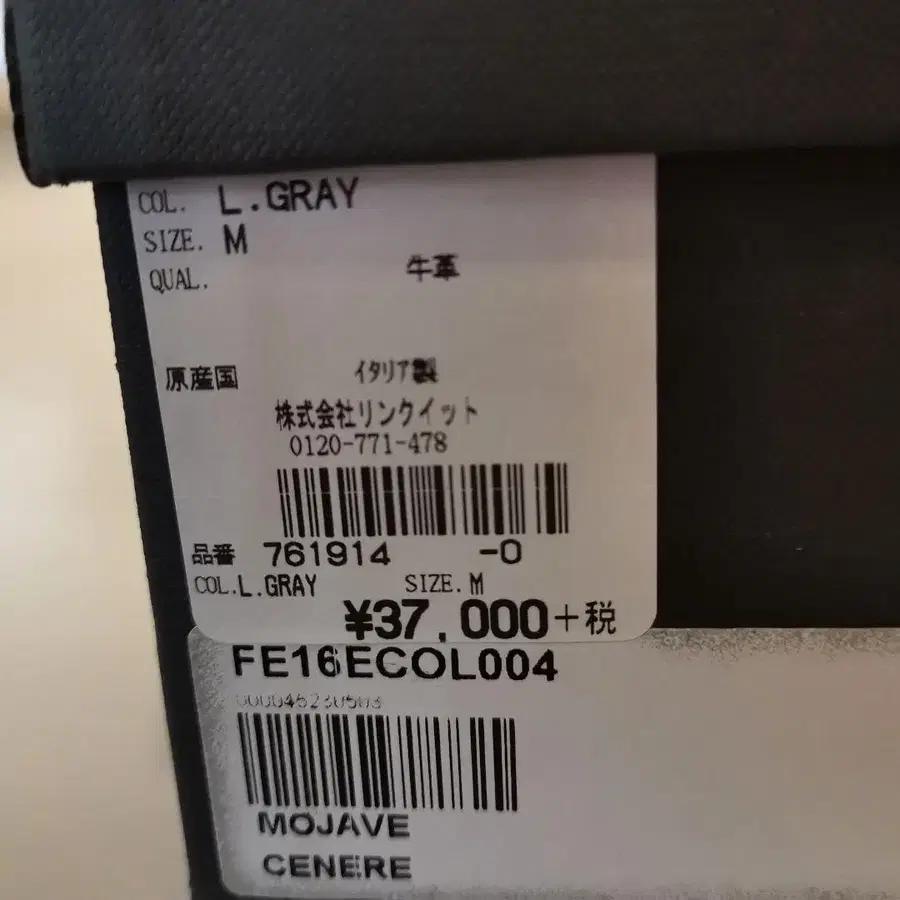 COL. L.GRAY
SIZE. M
QUAL. 牛革
原産国 イタリア製
株式会社リンクイット
0120-771-478
品番 761914 -0
COL.L.GRAY SIZE.M
¥37,000+税
FE16ECOL004
MOJAVE
CENERE